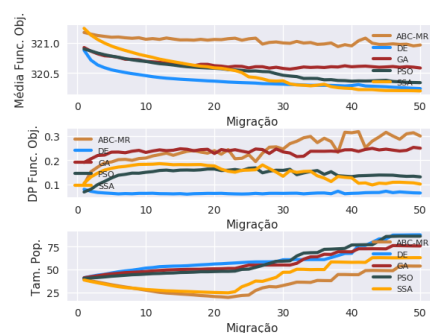 Média Func. Obj.
321.0
320.5
ABC-MR
DE
GA
PSO
SSA
0 10 20 30 40 50
Migração
DP Func. Obj.
0.3
0.2
0.1
ABC-MR
DE
GA
PSO
SSA
0 10 20 30 40 50
Migração
Tam. Pop.
75
50
25
ABC-MR
DE
GA
PSO
SSA
0 10 20 30 40 50
Migração